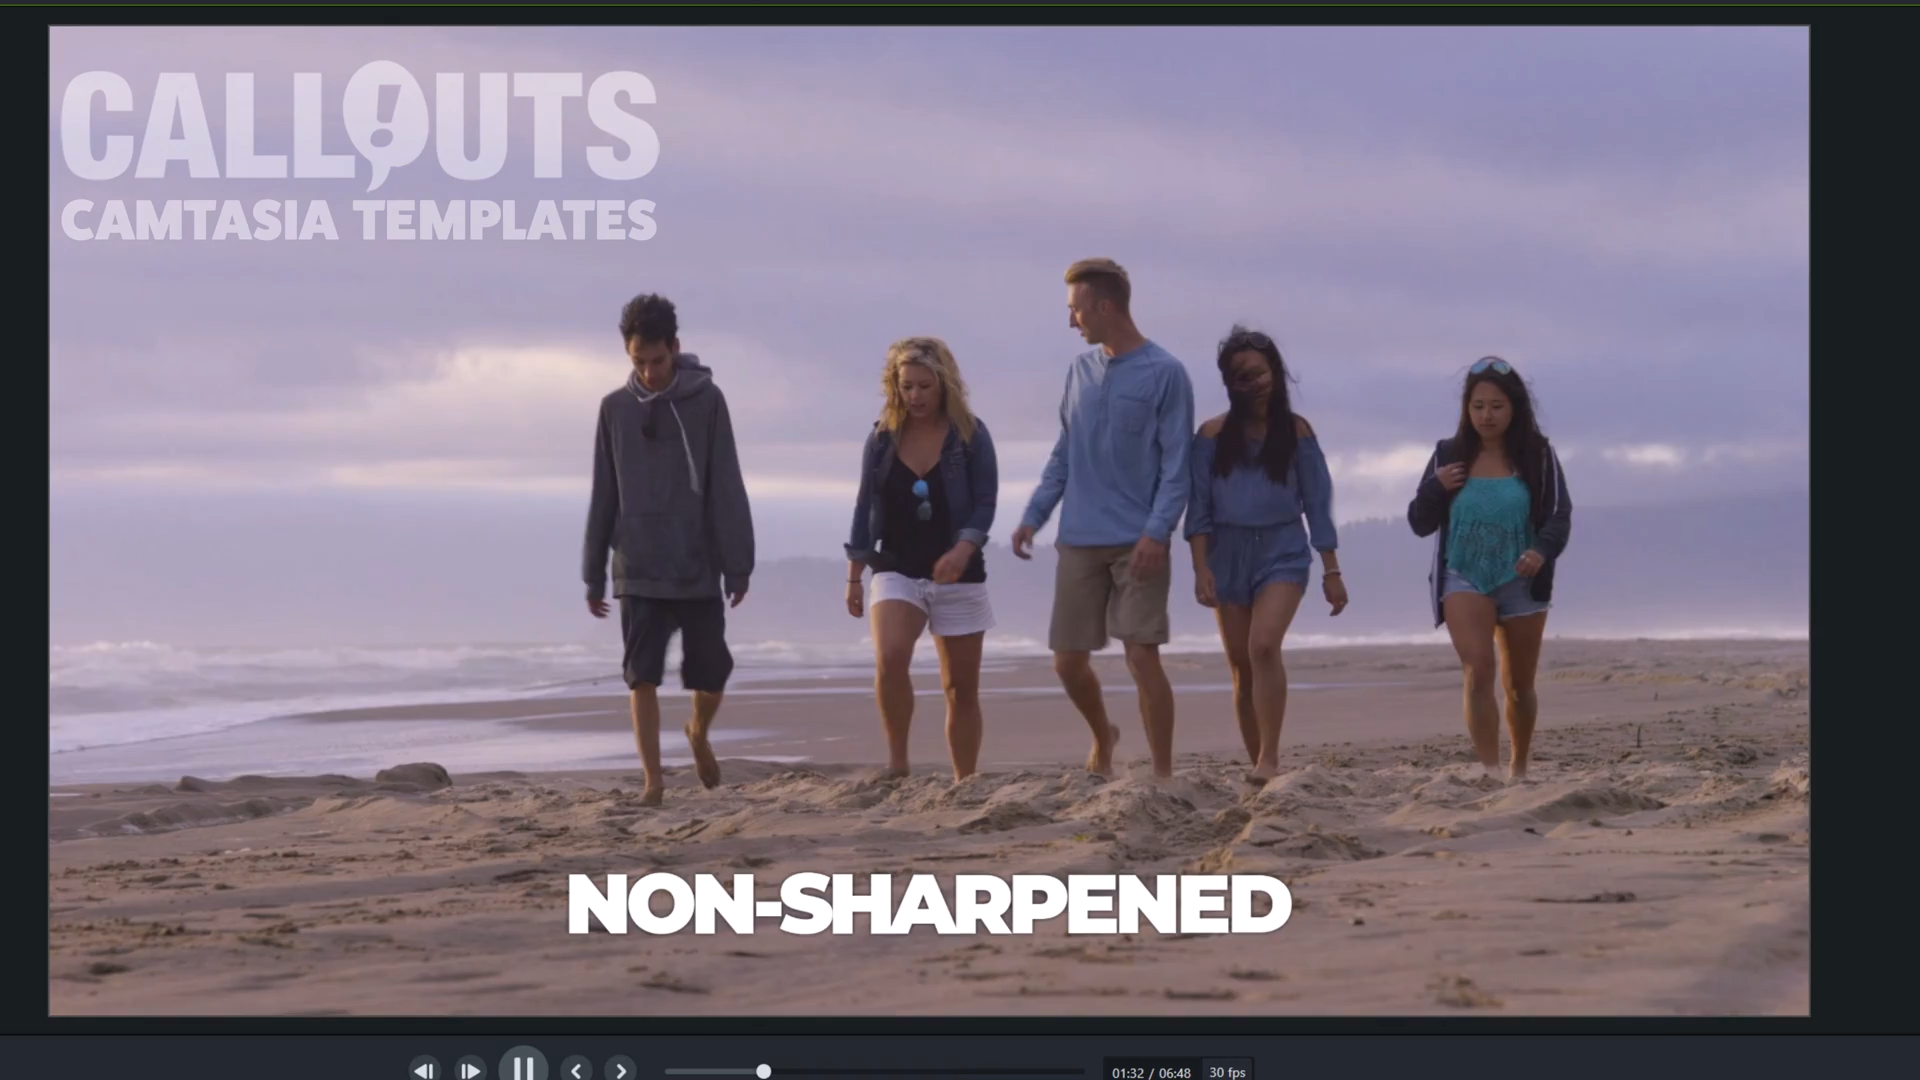 CALLOUTS
CAMTASIA TEMPLATES
NON-SHARPENED
01:32 / 06:48 30 fps